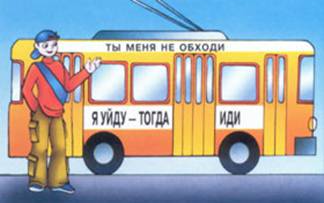 ТЫ МЕНЯ НЕ ОБХОДИ
Я УЙДУ – ТОГДА ИДИ